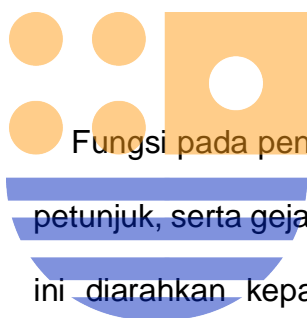 Fungsi pada pen
petunjuk, serta geja
ini diarahkan kepa